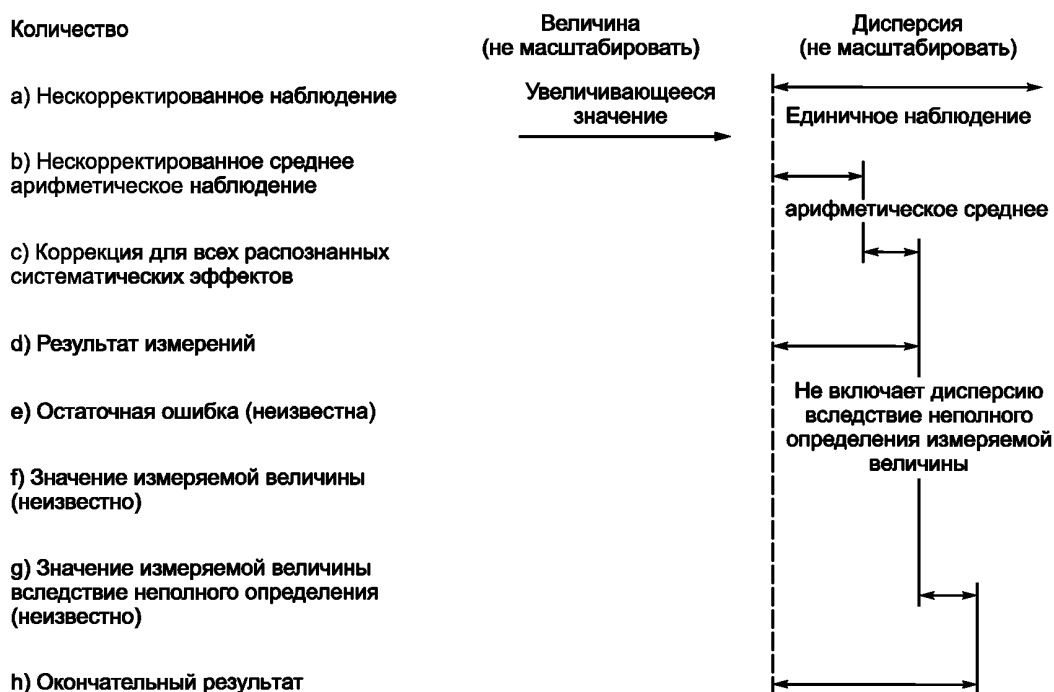 Количество
Величина
(не масштабировать)
Дисперсия
(не масштабировать)
a) Нескорректированное наблюдение
Увеличивающееся
значение
Единичное наблюдение
b) Нескорректированное среднее
арифметическое наблюдение
арифметическое среднее
c) Коррекция для всех распознанных
систематических эффектов
d) Результат измерений
Не включает дисперсию
вследствие неполного
определения измеряемой
величины
e) Остаточная ошибка (неизвестна)
f) Значение измеряемой величины
(неизвестно)
g) Значение измеряемой величины
вследствие неполного определения
(неизвестно)
h) Окончательный результат